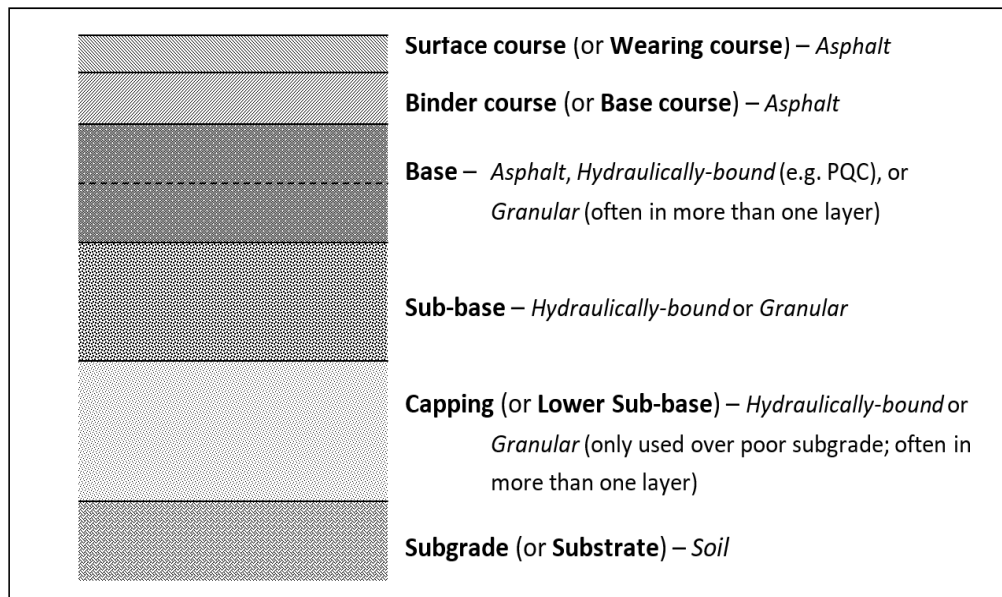 Surface course (or Wearing course) – Asphalt
Binder course (or Base course) – Asphalt
Base – Asphalt, Hydraulically-bound (e.g. PQC), or
Granular (often in more than one layer)
Sub-base – Hydraulically-bound or Granular
Capping (or Lower Sub-base) – Hydraulically-bound or
Granular (only used over poor subgrade; often in
more than one layer)
Subgrade (or Substrate) – Soil